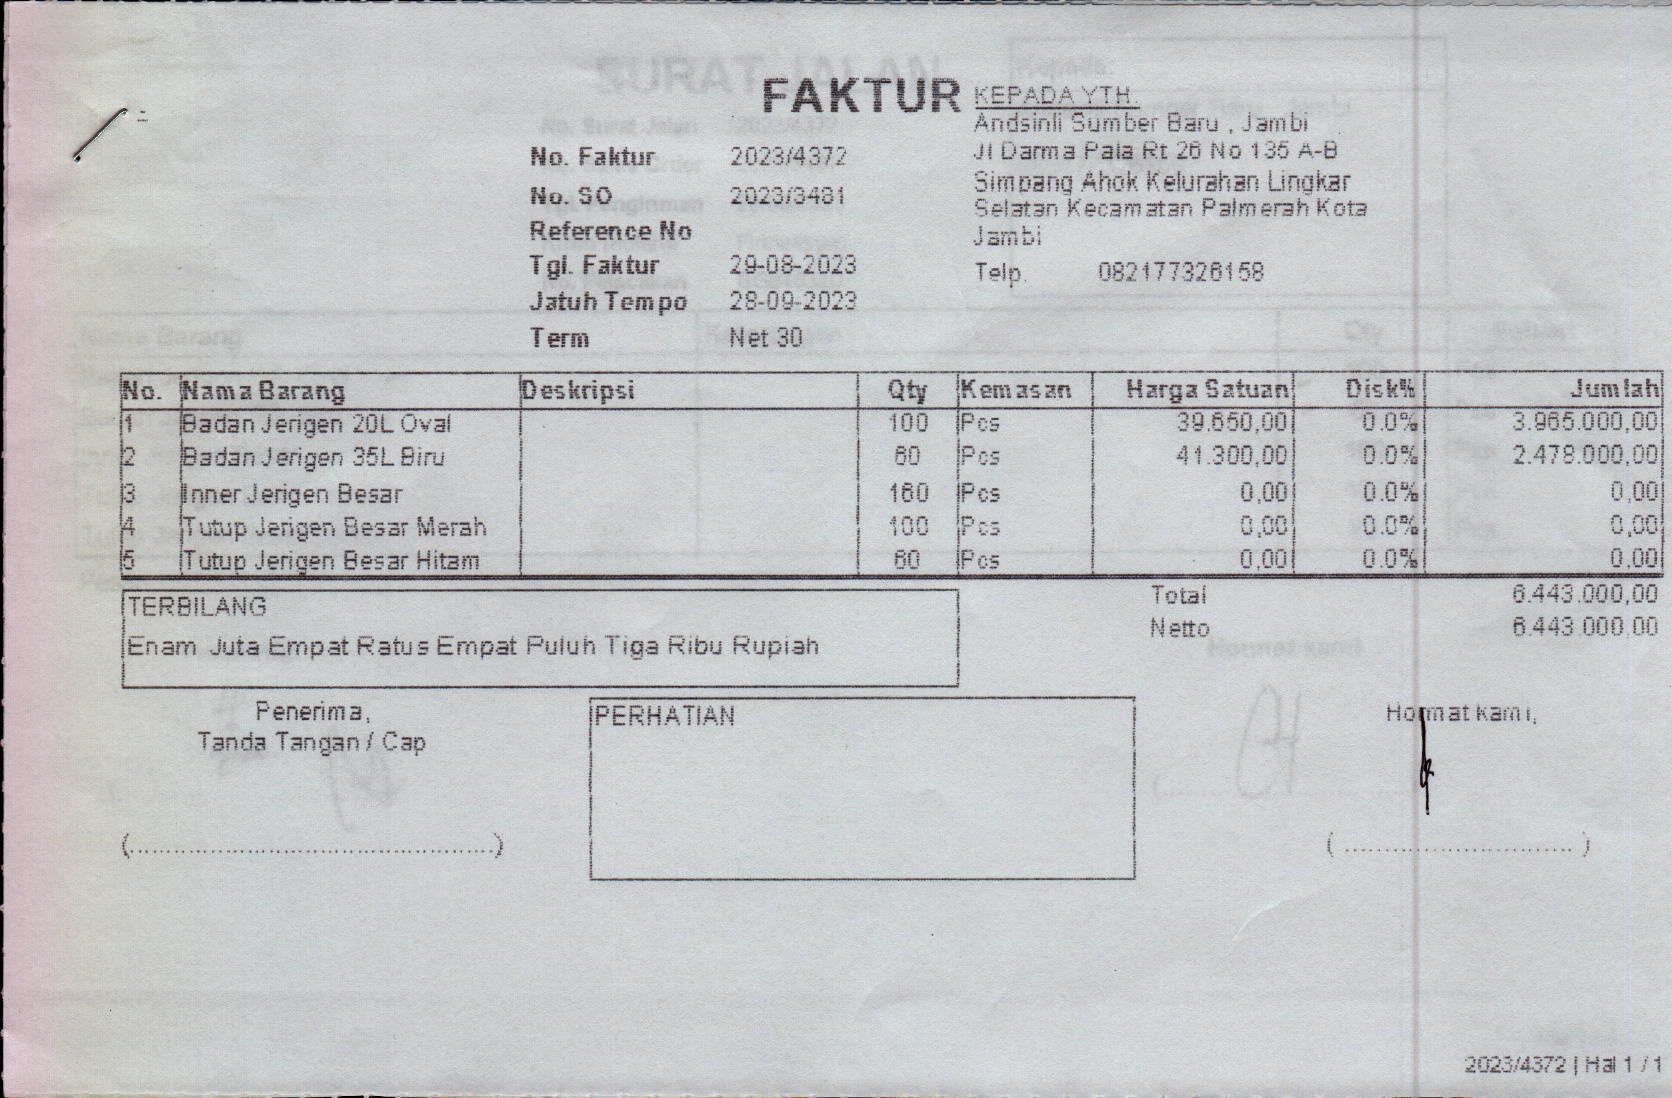 FAKTUR
No. Faktur 2023/4372
No. SO 2023/3481
Reference No
Tgl. Faktur 29-08-2023
Jatuh Tempo 28-09-2023
Term Net 30
KEPADA YTH.
Andsinli Sumber Baru , Jambi
Jl Darma Pala Rt 26 No 135 A-B
Simpang Ahok Kelurahan Lingkar
Selatan Kecamatan Palmerah Kota
Jambi
Telp. 082177326158
No. Nama Barang Deskripsi Qty Kemasan Harga Satuan Disk% Jumlah
1 Badan Jerigen 20L Oval 100 Pcs 39.650,00 0.0% 3.965.000,00
2 Badan Jerigen 35L Biru 60 Pcs 41.300,00 0.0% 2.478.000,00
3 Inner Jerigen Besar 160 Pcs 0,00 0.0% 0,00
4 Tutup Jerigen Besar Merah 100 Pcs 0,00 0.0% 0,00
5 Tutup Jerigen Besar Hitam 60 Pcs 0,00 0.0% 0,00
TERBILANG
Enam Juta Empat Ratus Empat Puluh Tiga Ribu Rupiah
Total 6.443.000,00
Netto 6.443.000,00
Penerima,
Tanda Tangan / Cap
(..............................................)
PERHATIAN
Hormat kami,
( ............................. )
2023/4372 | Hal 1 / 1